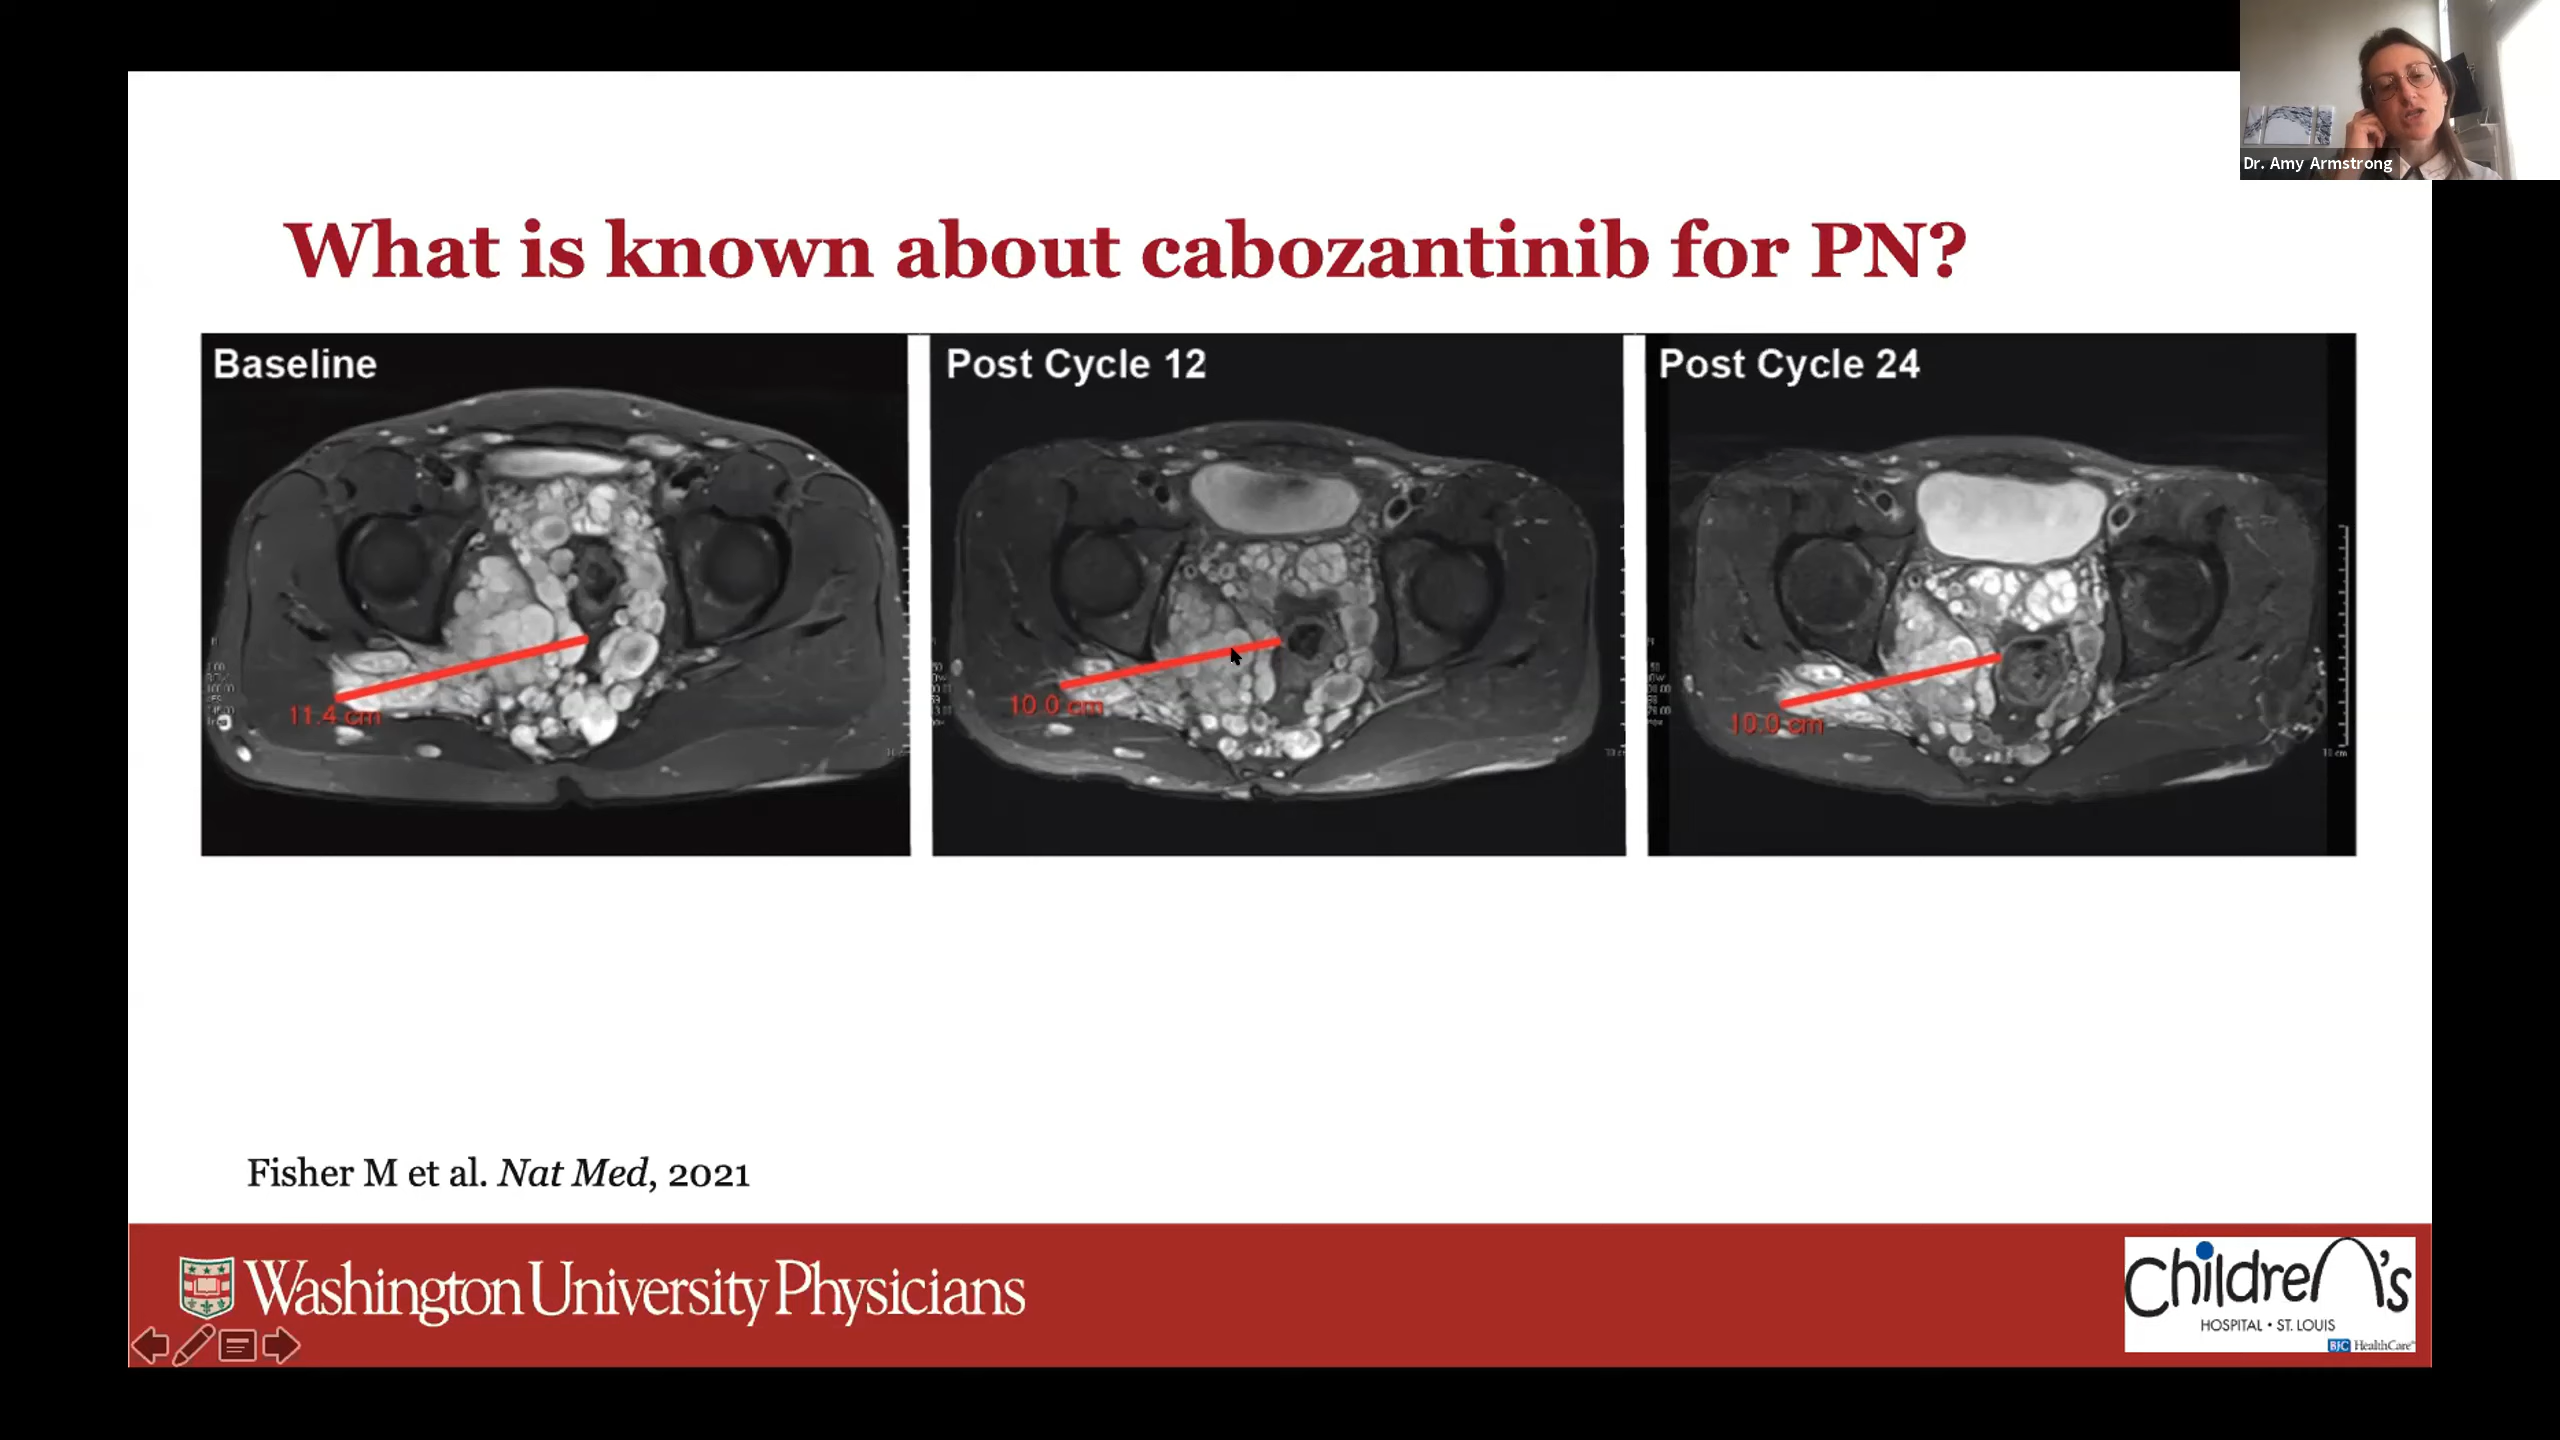 Dr. Amy Armstrong
What is known about cabozantinib for PN?
Baseline
Post Cycle 12
Post Cycle 24
11.4 cm
10.0 cm
10.0 cm
10 cm
Fisher M et al. Nat Med, 2021
Washington University Physicians
Children's
HOSPITAL • ST. LOUIS
BJC HealthCare